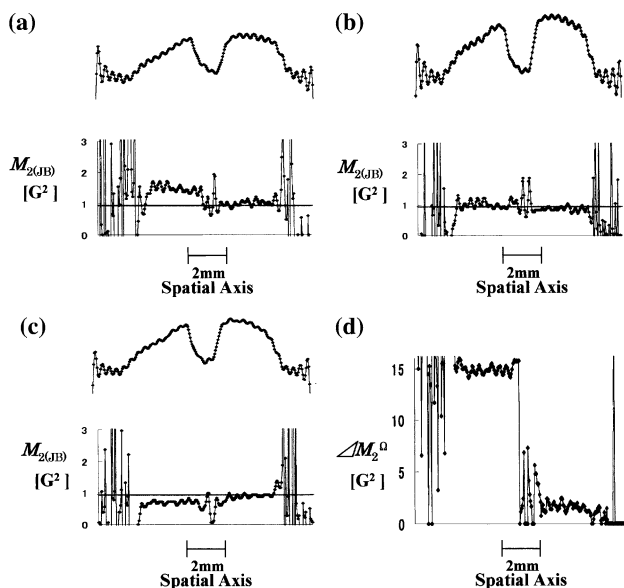 (a)
3
2
1
0
M2(JB)
[G²]
2mm
Spatial Axis
(b)
3
2
1
0
M2(JB)
[G²]
2mm
Spatial Axis
(c)
3
2
1
0
M2(JB)
[G²]
2mm
Spatial Axis
(d)
15
10
5
0
⊿M₂^Ω
[G²]
2mm
Spatial Axis